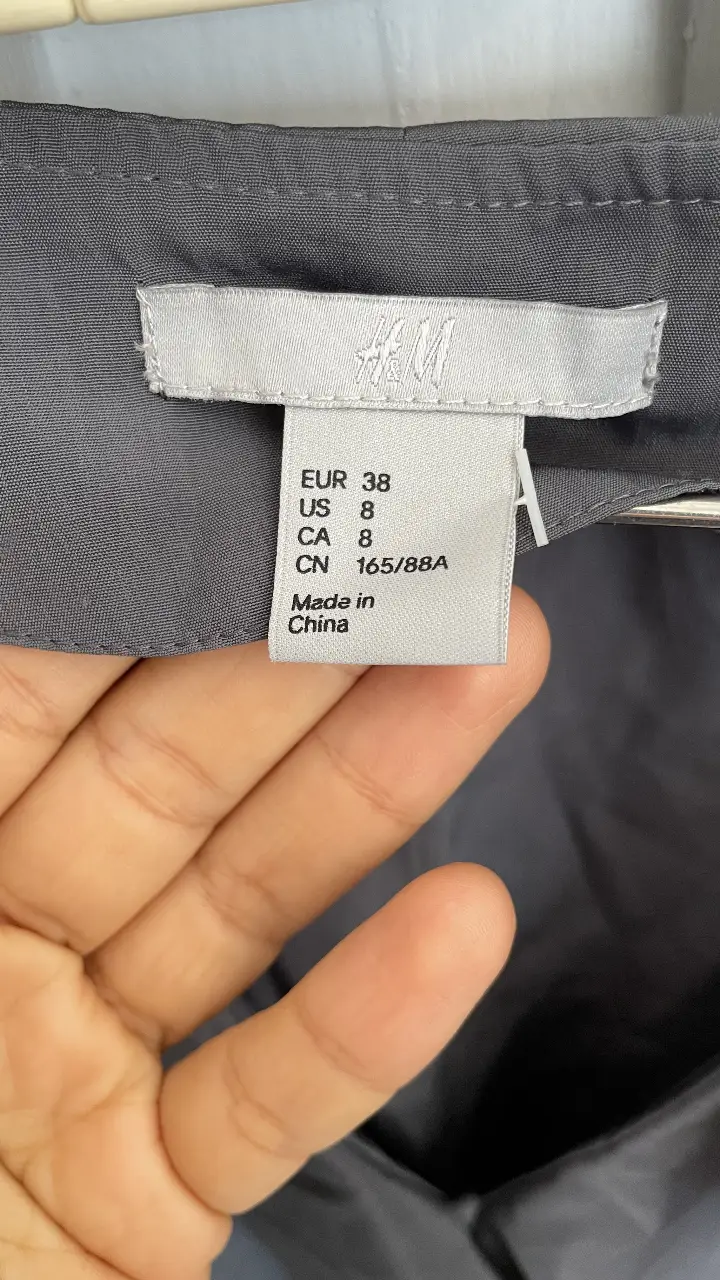 H&M
EUR 38
US 8
CA 8
CN 165/88A
Made in
China